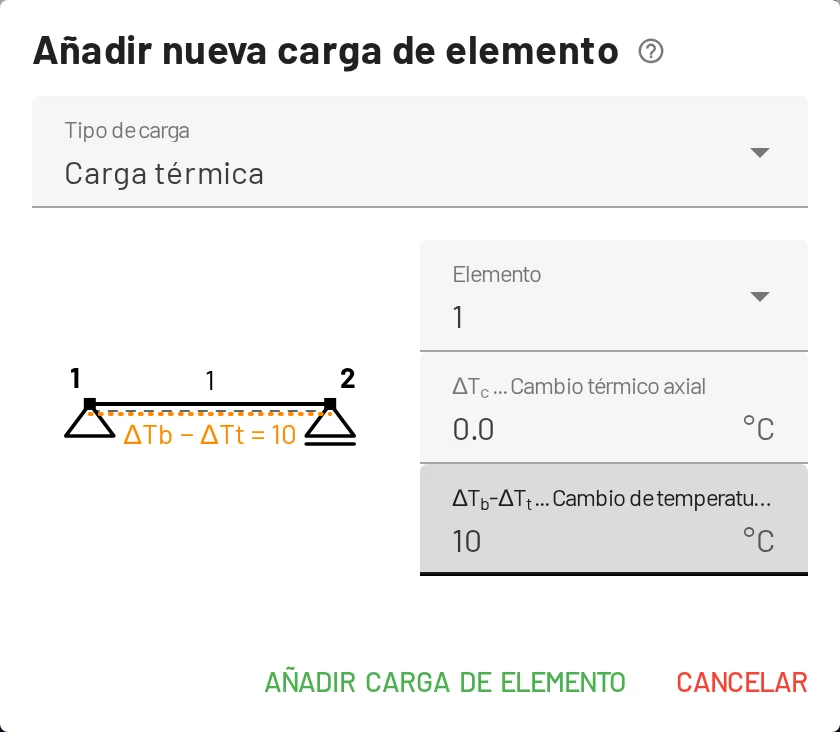 Añadir nueva carga de elemento ?
Tipo de carga
Carga térmica
Elemento
1
1 1 2
ΔTc ... Cambio térmico axial
0.0 °C
ΔTb − ΔTt = 10
ΔTb-ΔTt ... Cambio de temperatu...
10 °C
AÑADIR CARGA DE ELEMENTO CANCELAR